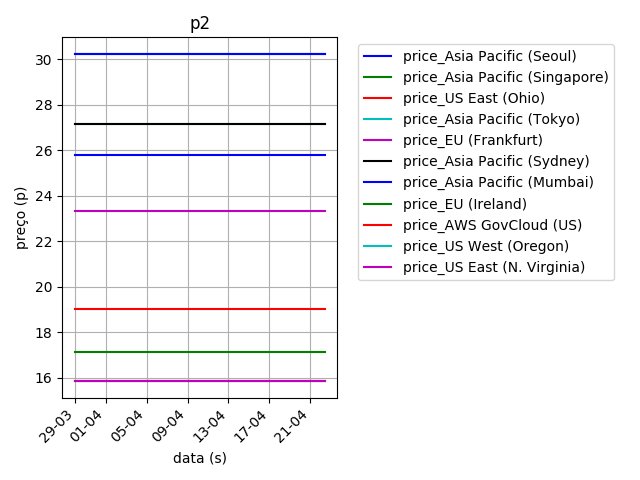 p2
30
28
26
24
22
20
18
16
preço (p)
29-03
01-04
05-04
09-04
13-04
17-04
21-04
data (s)
price_Asia Pacific (Seoul)
price_Asia Pacific (Singapore)
price_US East (Ohio)
price_Asia Pacific (Tokyo)
price_EU (Frankfurt)
price_Asia Pacific (Sydney)
price_Asia Pacific (Mumbai)
price_EU (Ireland)
price_AWS GovCloud (US)
price_US West (Oregon)
price_US East (N. Virginia)